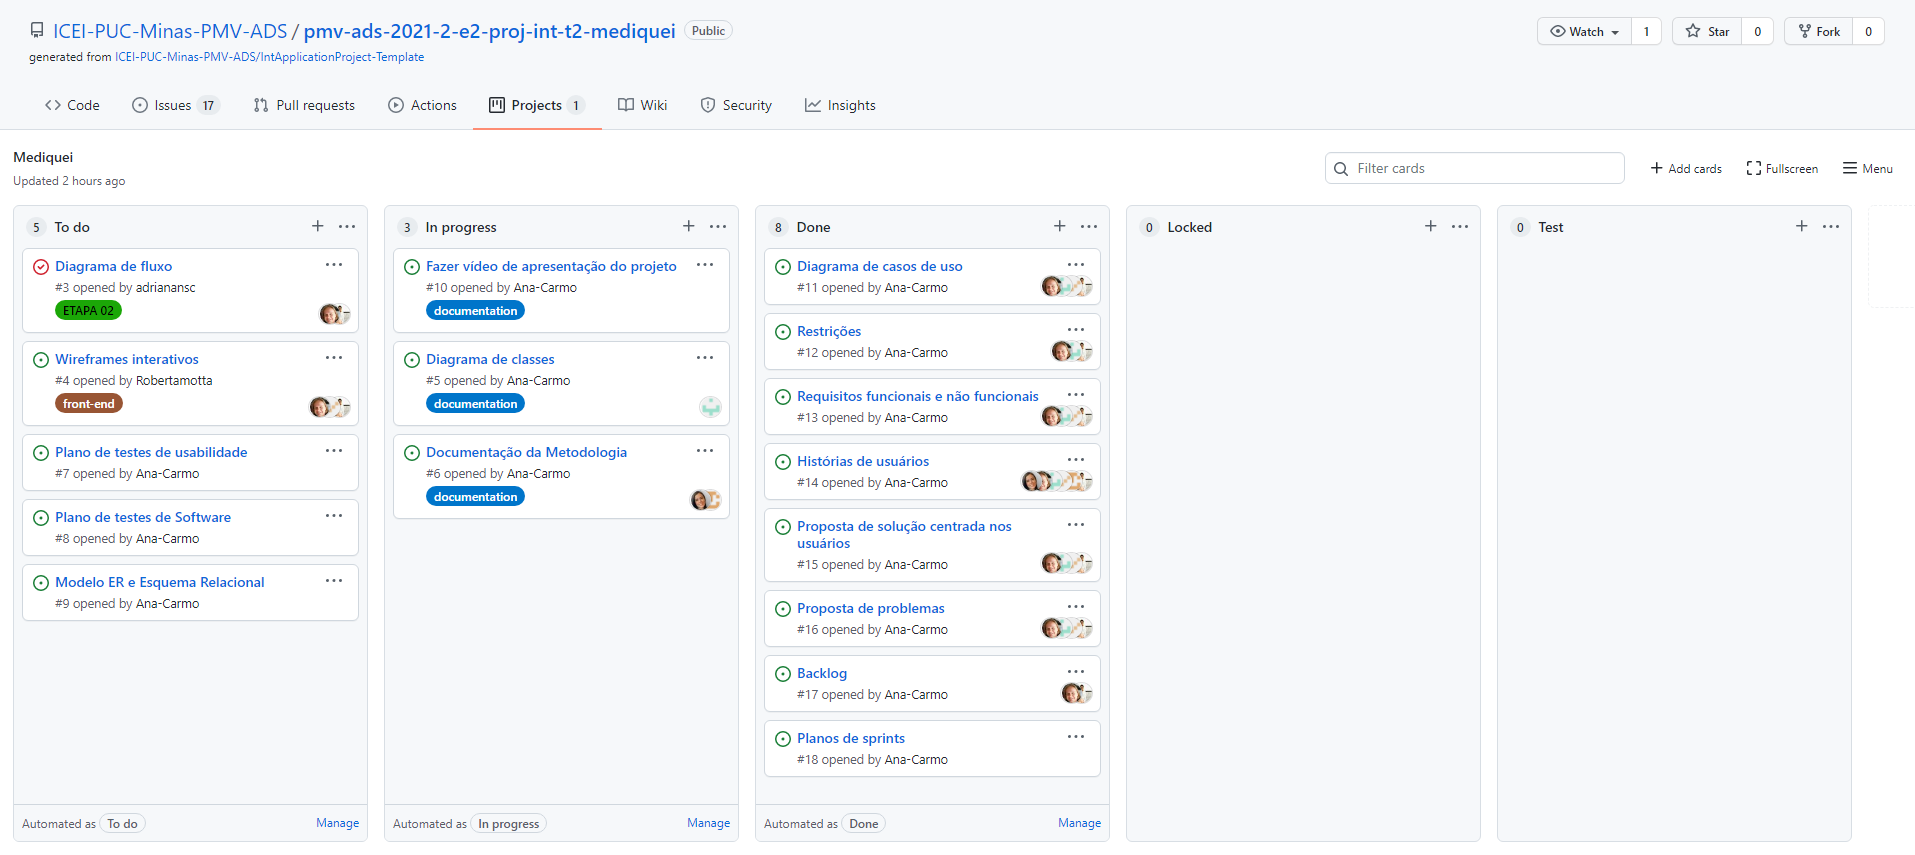 ICEI-PUC-Minas-PMV-ADS / pmv-ads-2021-2-e2-proj-int-t2-mediquei Public
Watch 1 Star 0 Fork 0
generated from ICEI-PUC-Minas-PMV-ADS/IntApplicationProject-Template
Code Issues 17 Pull requests Actions Projects 1 Wiki Security Insights
Mediquei
Updated 2 hours ago
Filter cards
Add cards Fullscreen Menu
5 To do
Diagrama de fluxo
#3 opened by adrianansc
ETAPA 02
Wireframes interativos
#4 opened by Robertamotta
front-end
Plano de testes de usabilidade
#7 opened by Ana-Carmo
Plano de testes de Software
#8 opened by Ana-Carmo
Modelo ER e Esquema Relacional
#9 opened by Ana-Carmo
Automated as To do Manage
3 In progress
Fazer vídeo de apresentação do projeto
#10 opened by Ana-Carmo
documentation
Diagrama de classes
#5 opened by Ana-Carmo
documentation
Documentação da Metodologia
#6 opened by Ana-Carmo
documentation
Automated as In progress Manage
8 Done
Diagrama de casos de uso
#11 opened by Ana-Carmo
Restrições
#12 opened by Ana-Carmo
Requisitos funcionais e não funcionais
#13 opened by Ana-Carmo
Histórias de usuários
#14 opened by Ana-Carmo
Proposta de solução centrada nos
usuários
#15 opened by Ana-Carmo
Proposta de problemas
#16 opened by Ana-Carmo
Backlog
#17 opened by Ana-Carmo
Planos de sprints
#18 opened by Ana-Carmo
Automated as Done Manage
0 Locked
0 Test